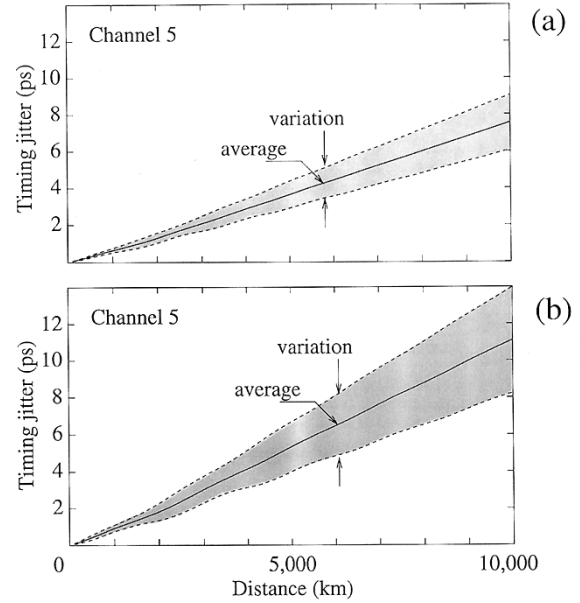 (a)
Channel 5
Timing jitter (ps)
12
10
8
6
4
2
variation
average
(b)
Channel 5
Timing jitter (ps)
12
10
8
6
4
2
0
variation
average
0
5,000
10,000
Distance (km)